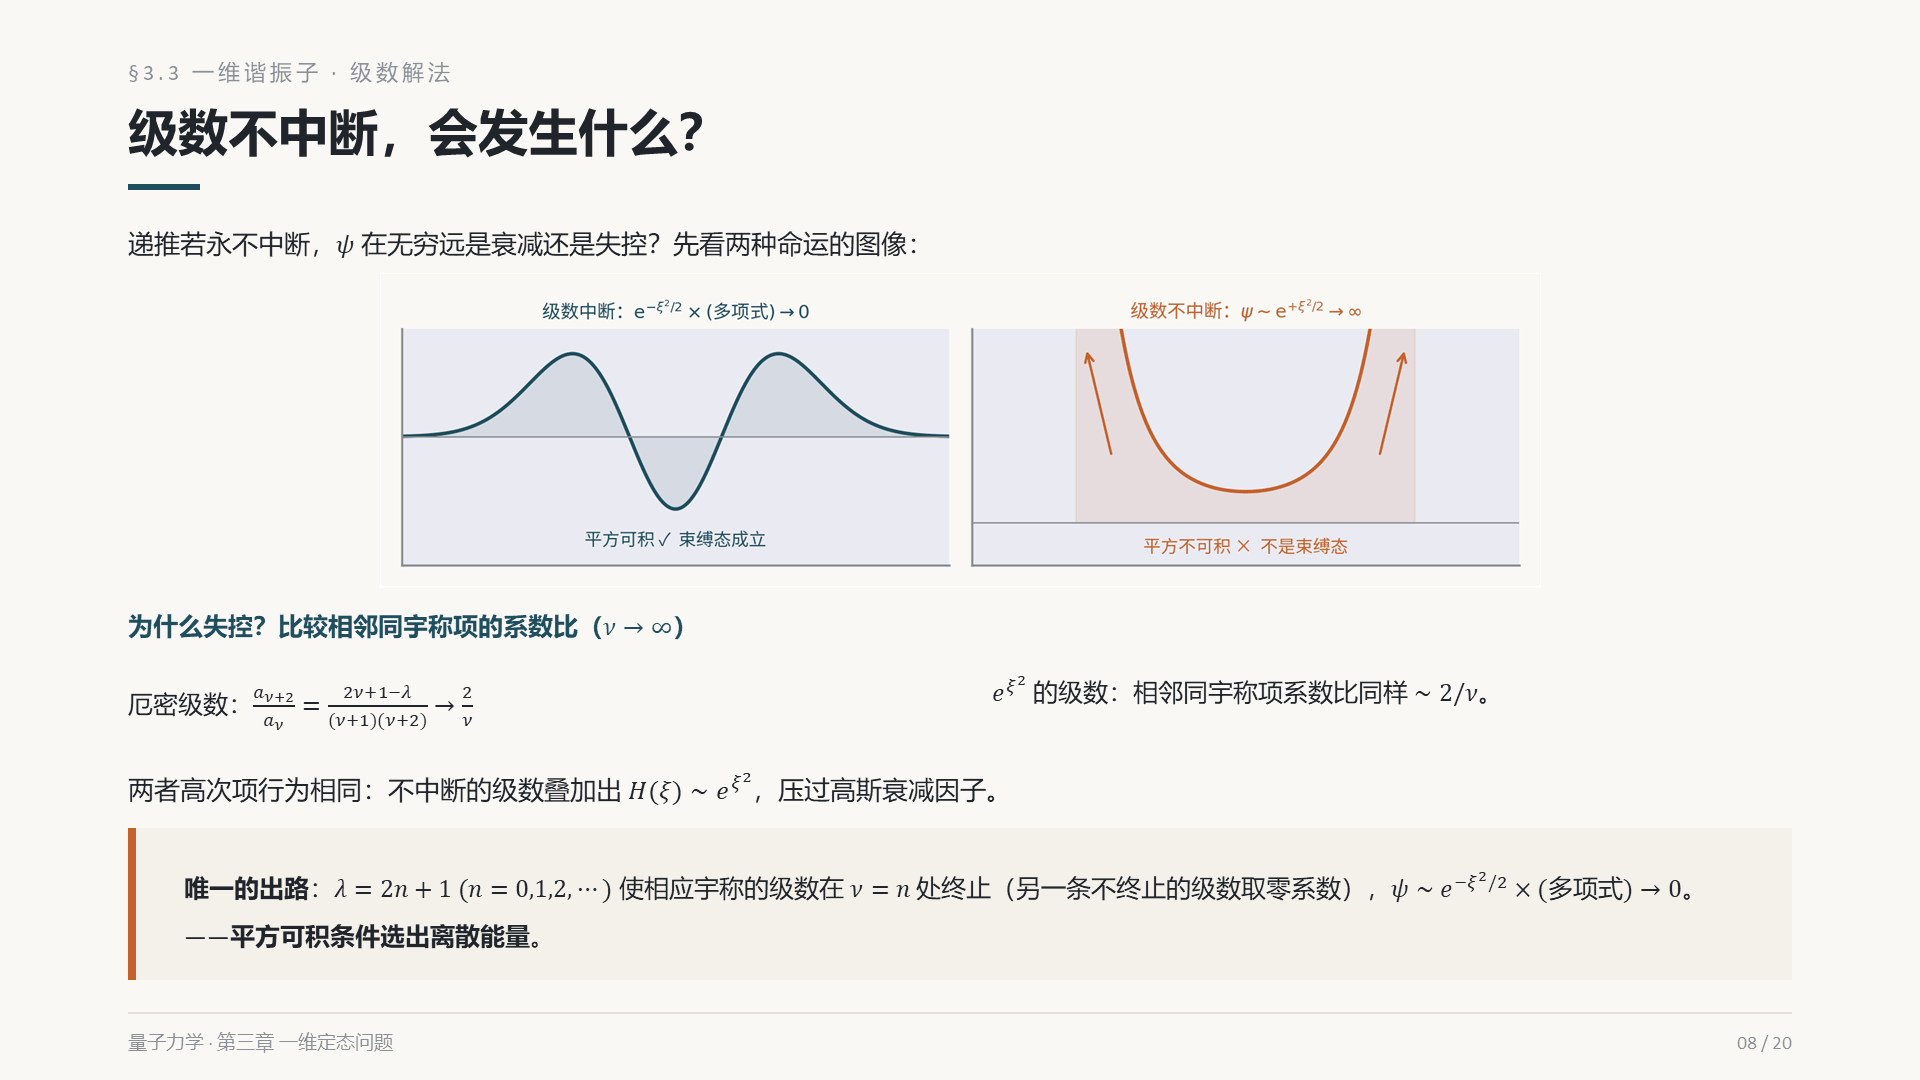 §3.3 一维谐振子 · 级数解法
级数不中断，会发生什么？
递推若永不中断，ψ 在无穷远是衰减还是失控？先看两种命运的图像：
级数中断：e^{−ξ²/2} × (多项式) → 0
级数不中断：ψ ~ e^{+ξ²/2} → ∞
平方可积 ✓ 束缚态成立
平方不可积 × 不是束缚态
为什么失控？比较相邻同宇称项的系数比（ν → ∞）
厄密级数：a_{ν+2}/a_ν = (2ν+1−λ)/((ν+1)(ν+2)) → 2/ν
e^{ξ²} 的级数：相邻同宇称项系数比同样 ~ 2/ν。
两者高次项行为相同：不中断的级数叠加出 H(ξ) ~ e^{ξ²}，压过高斯衰减因子。
唯一的出路：λ = 2n + 1 (n = 0,1,2, ⋯ ) 使相应宇称的级数在 ν = n 处终止（另一条不终止的级数取零系数），ψ ~ e^{−ξ²/2} × (多项式) → 0。
——平方可积条件选出离散能量。
量子力学 · 第三章 一维定态问题
08 / 20